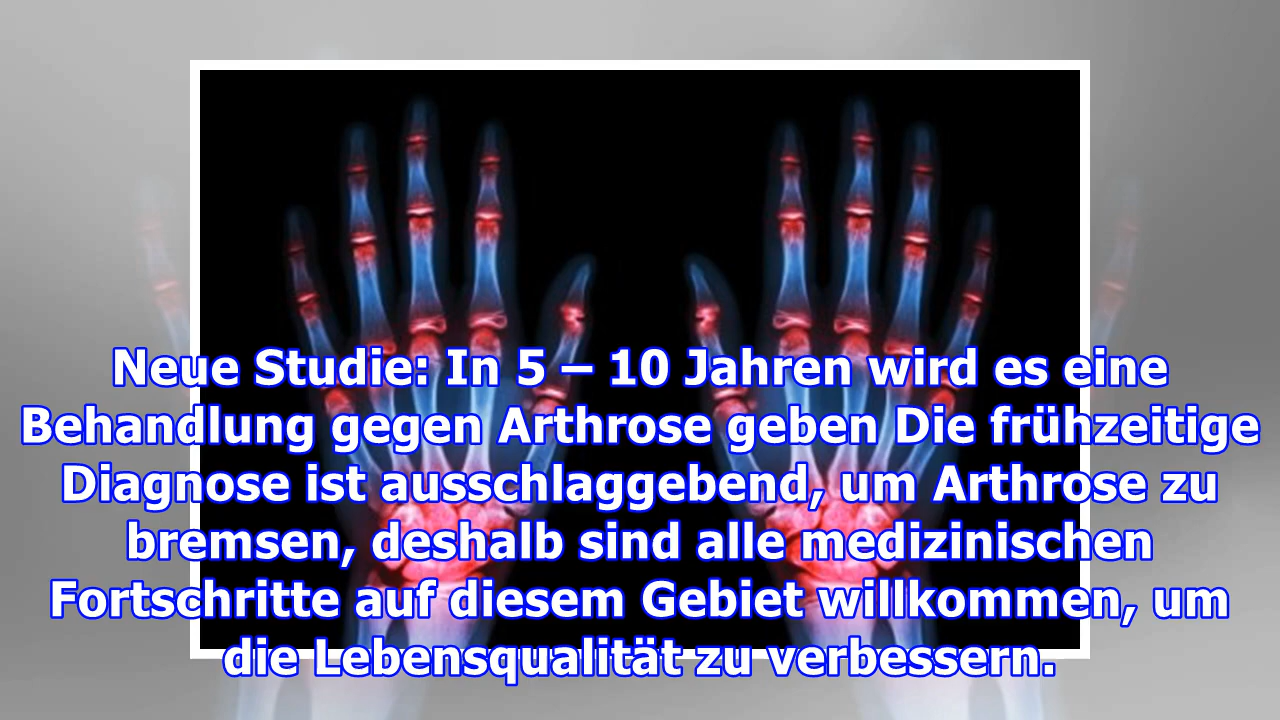 Neue Studie: In 5 – 10 Jahren wird es eine
Behandlung gegen Arthrose geben Die frühzeitige
Diagnose ist ausschlaggebend, um Arthrose zu
bremsen, deshalb sind alle medizinischen
Fortschritte auf diesem Gebiet willkommen, um
die Lebensqualität zu verbessern.